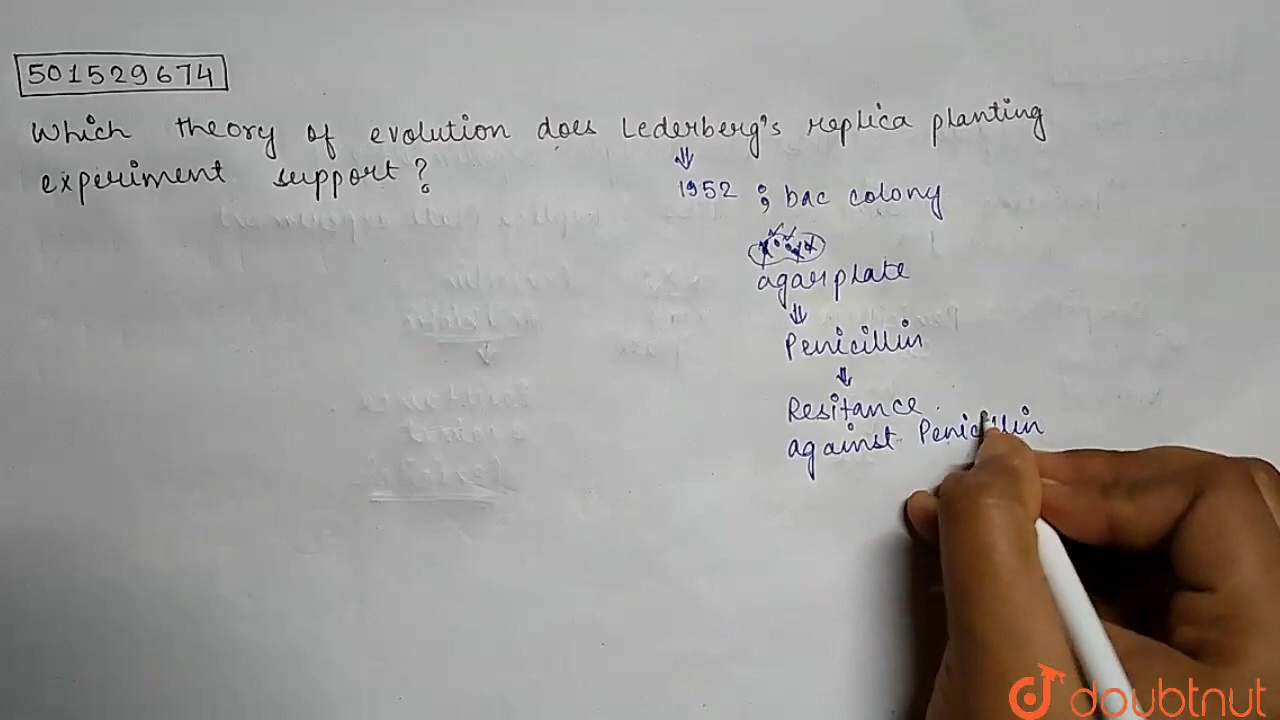 501529674
Which theory of evolution does Lederberg's replica planting
experiment support?
1952 ; bac colony
agarplate
Penicillin
Resitance
against Penicillin
doubtnut